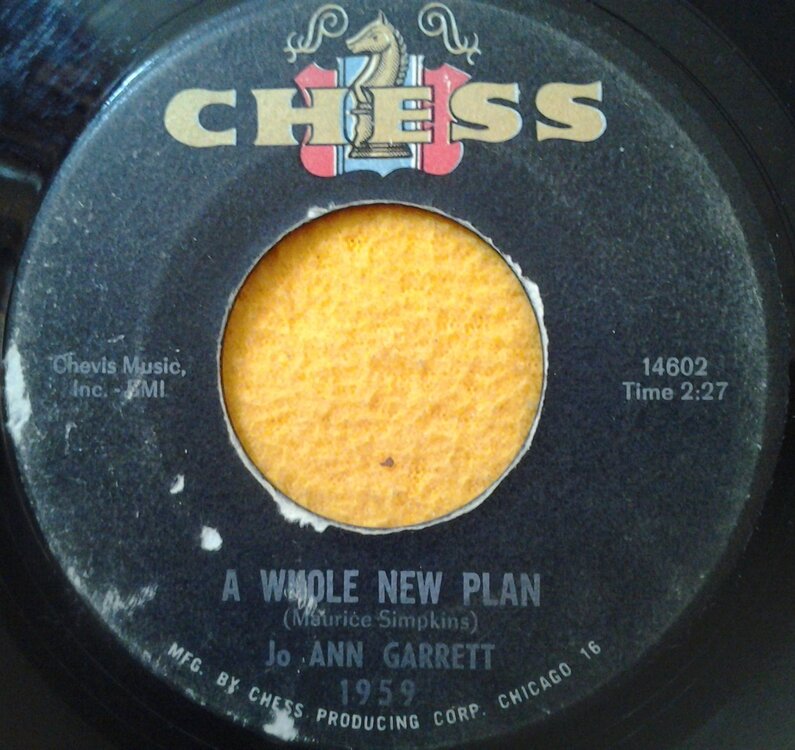 CHESS
Chevis Music,
Inc. - BMI
14602
Time 2:27
A WHOLE NEW PLAN
(Maurice Simpkins)
Jo ANN GARRETT
1959
MFG. BY CHESS PRODUCING CORP. CHICAGO 16